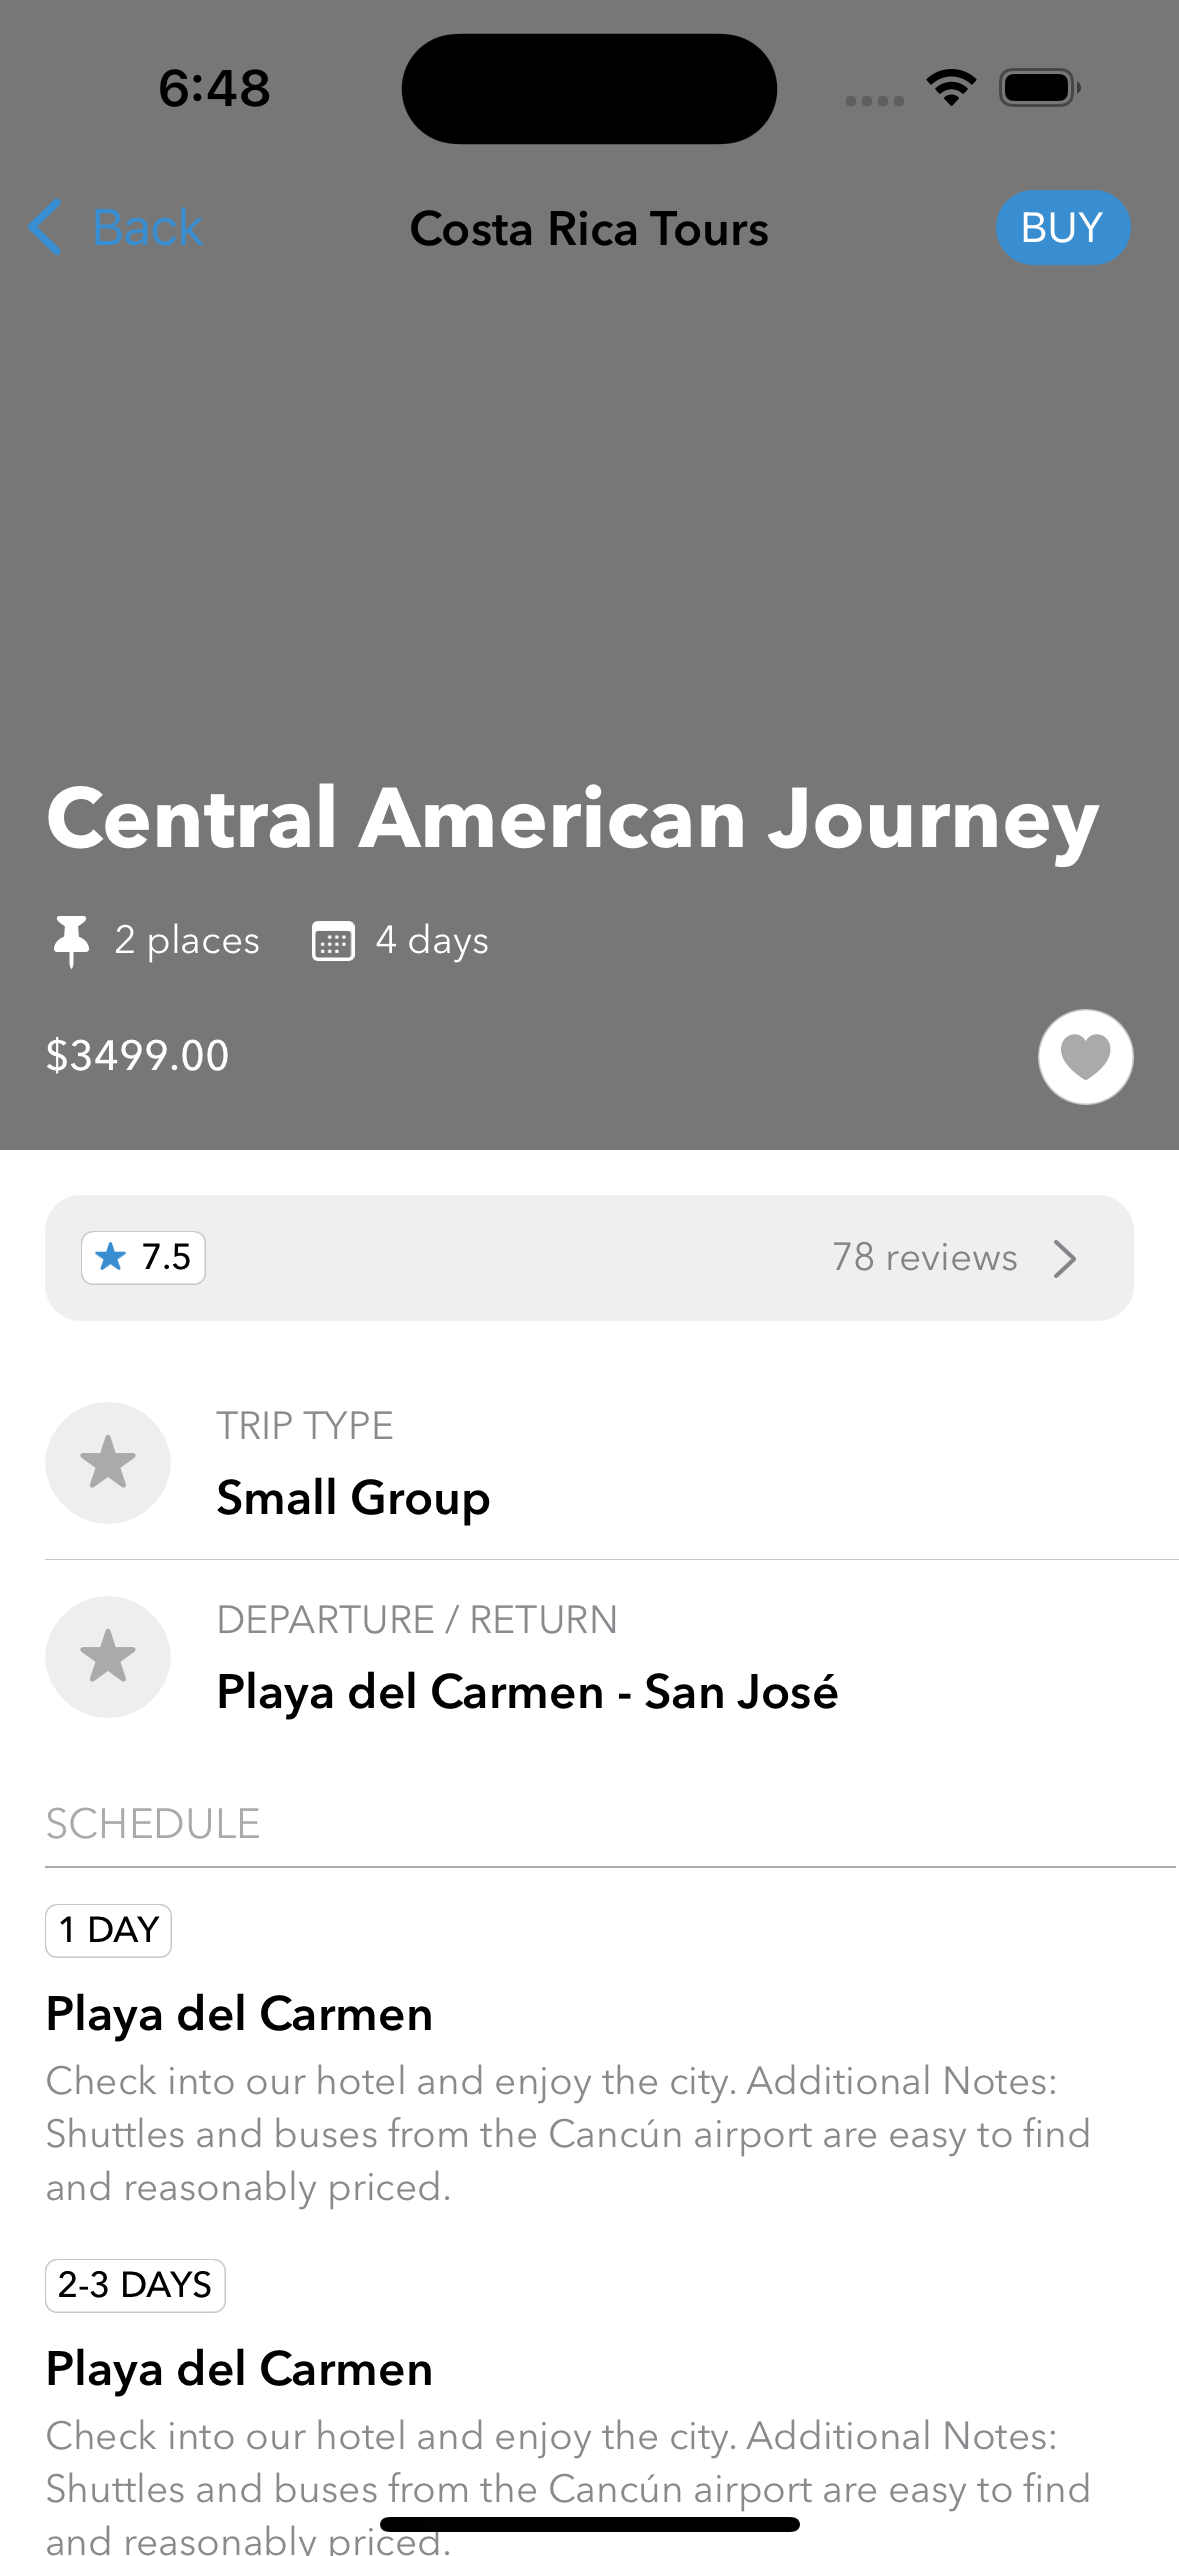 6:48
Back
Costa Rica Tours
BUY
Central American Journey
2 places
4 days
$3499.00
7.5
78 reviews
TRIP TYPE
Small Group
DEPARTURE / RETURN
Playa del Carmen - San José
SCHEDULE
1 DAY
Playa del Carmen
Check into our hotel and enjoy the city. Additional Notes:
Shuttles and buses from the Cancún airport are easy to find
and reasonably priced.
2-3 DAYS
Playa del Carmen
Check into our hotel and enjoy the city. Additional Notes:
Shuttles and buses from the Cancún airport are easy to find
and reasonably priced.